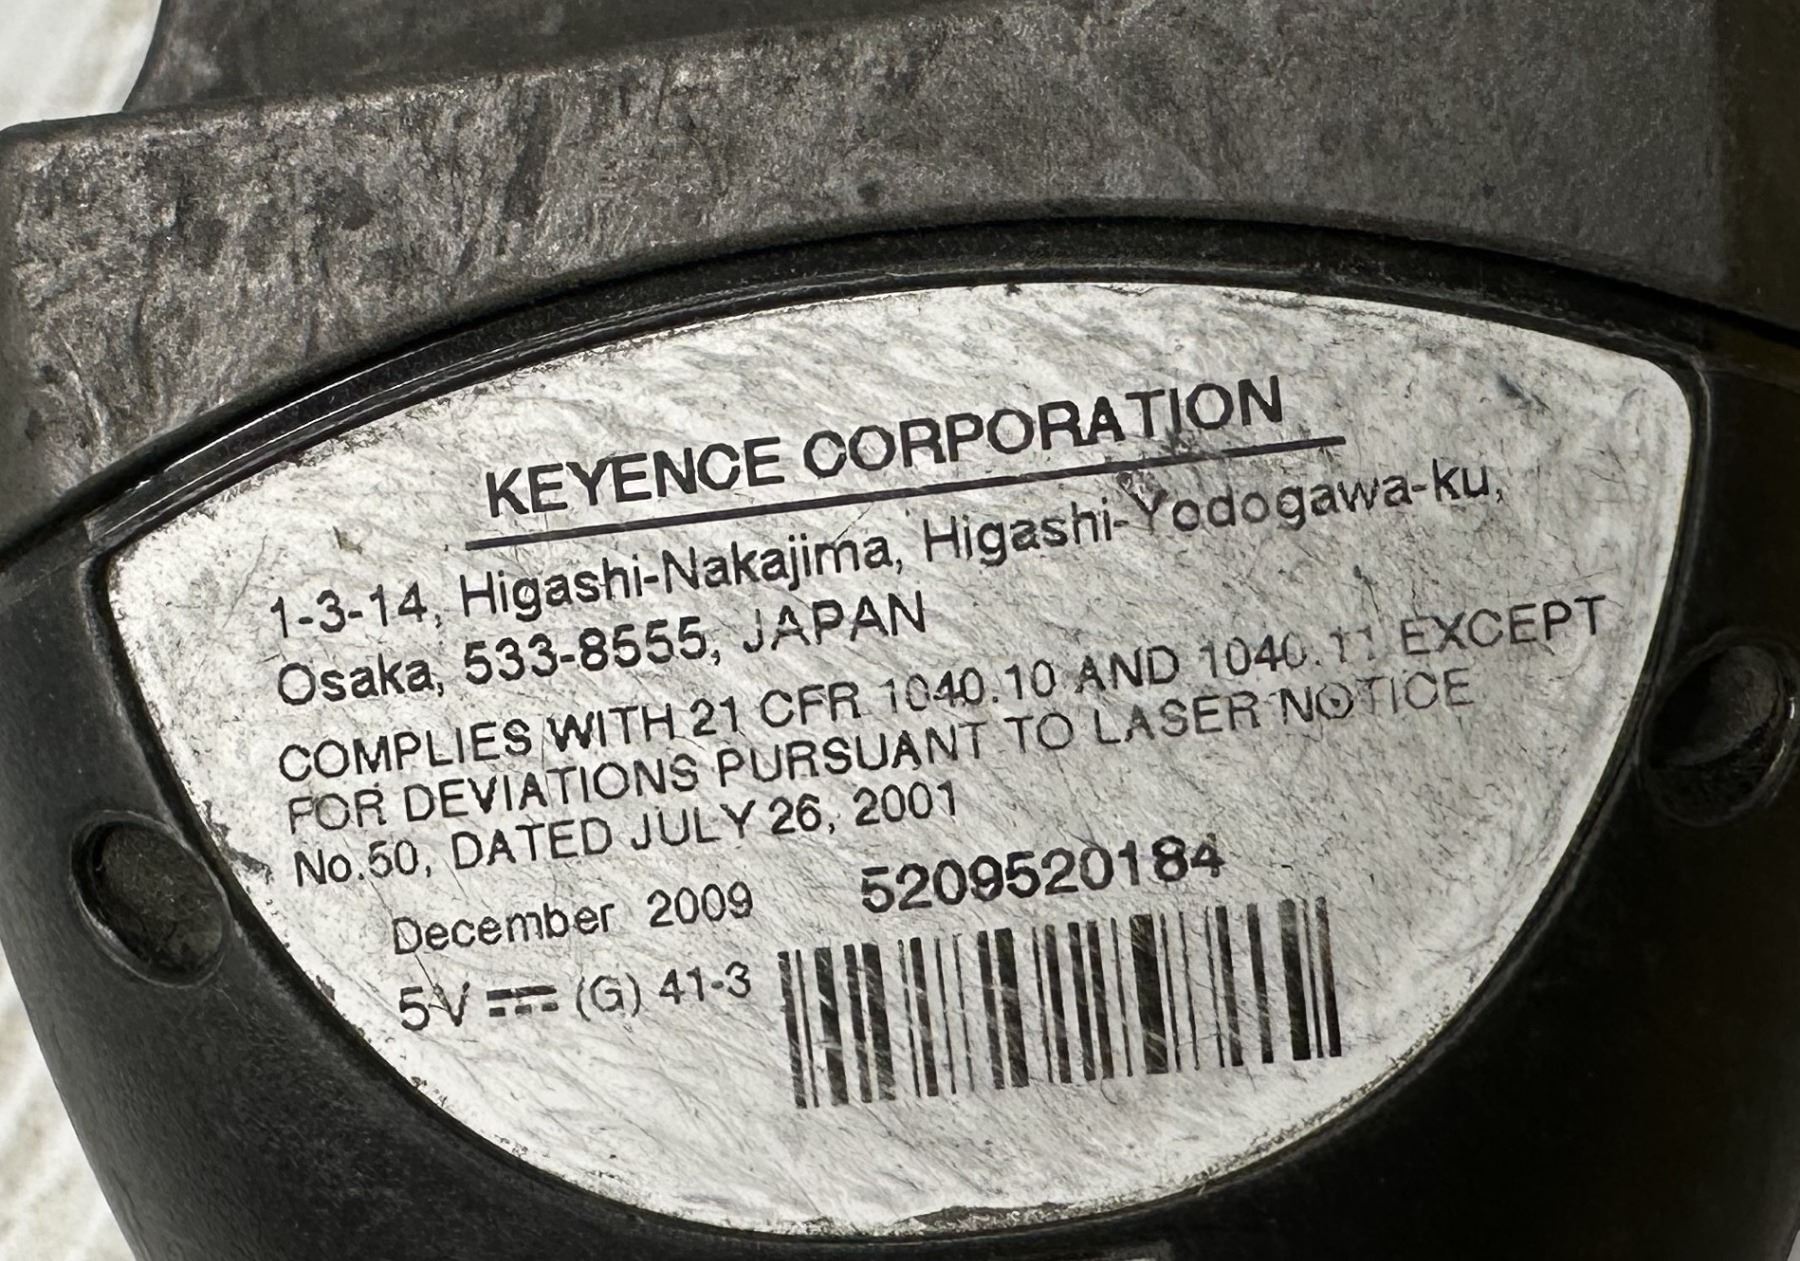 KEYENCE CORPORATION
1-3-14, Higashi-Nakajima, Higashi-Yodogawa-ku,
Osaka, 533-8555, JAPAN
COMPLIES WITH 21 CFR 1040.10 AND 1040.11 EXCEPT
FOR DEVIATIONS PURSUANT TO LASER NOTICE
No.50, DATED JULY 26, 2001
December 2009 5209520184
5V ⎓ (G) 41-3